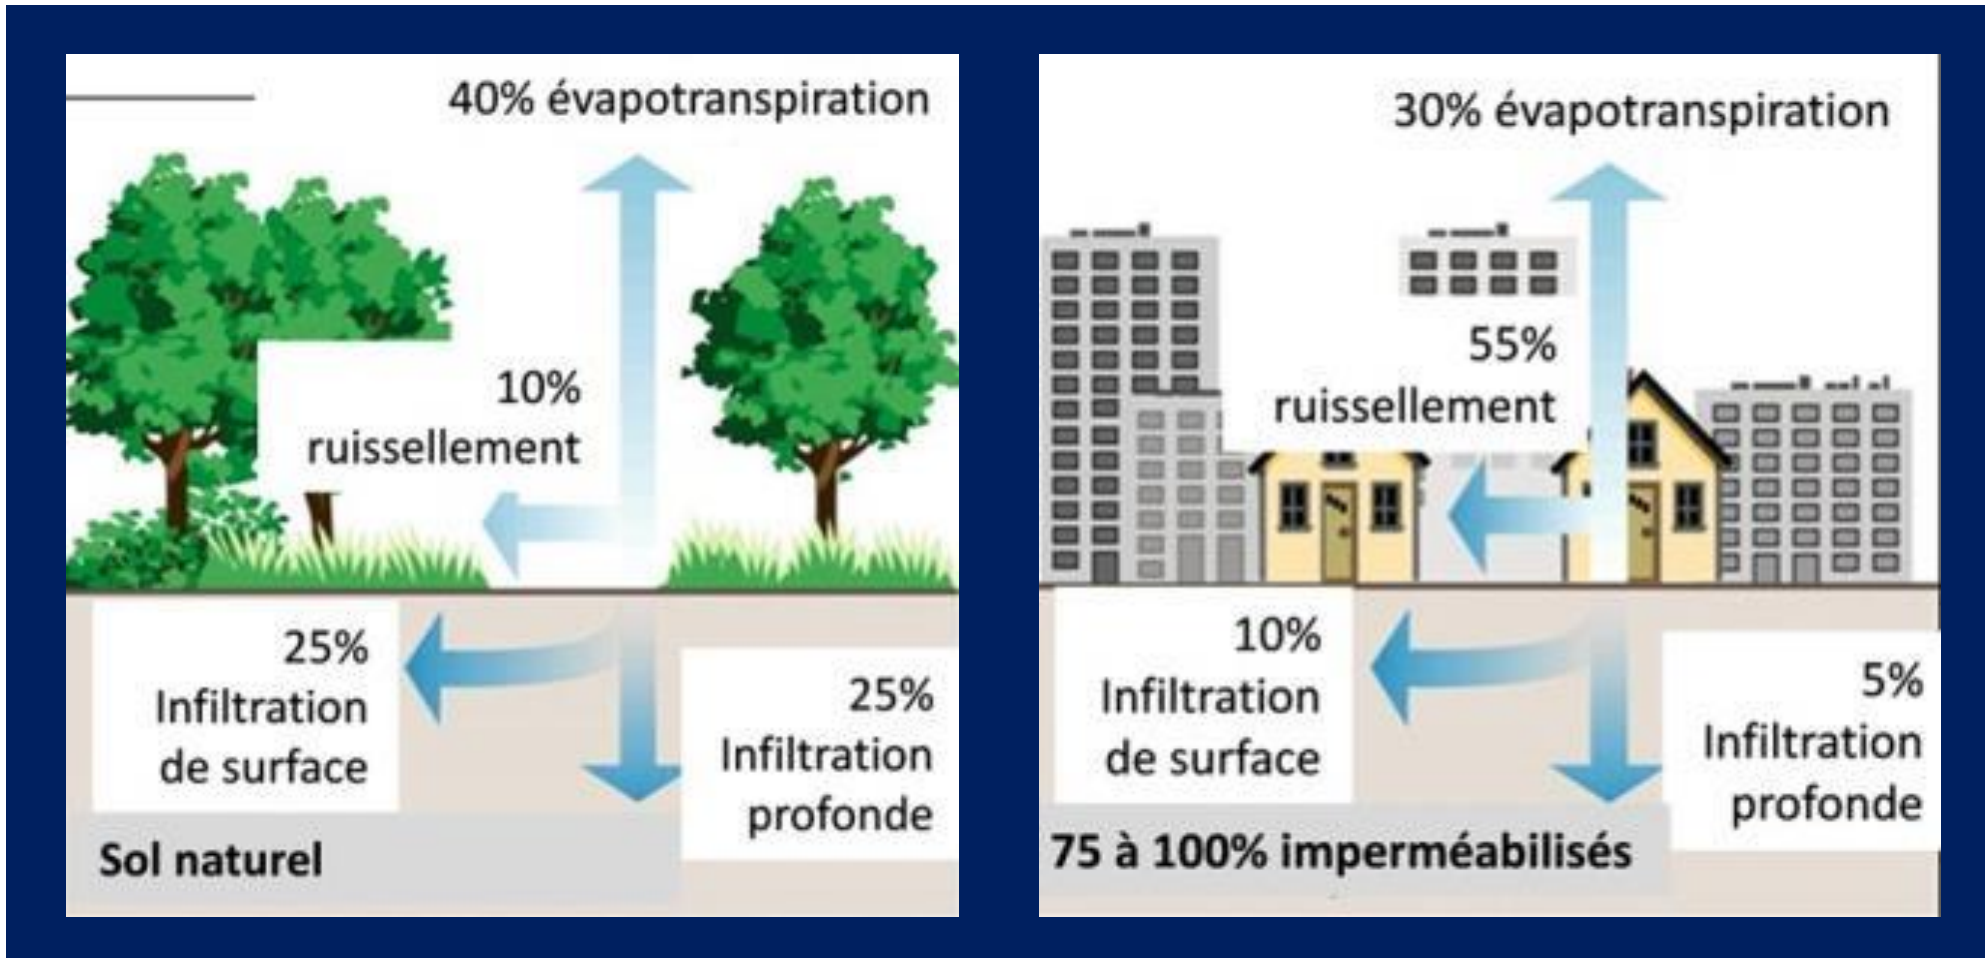 40% évapotranspiration
10%
ruissellement
25%
Infiltration
de surface
25%
Infiltration
profonde
Sol naturel
30% évapotranspiration
55%
ruissellement
10%
Infiltration
de surface
5%
Infiltration
profonde
75 à 100% imperméabilisés